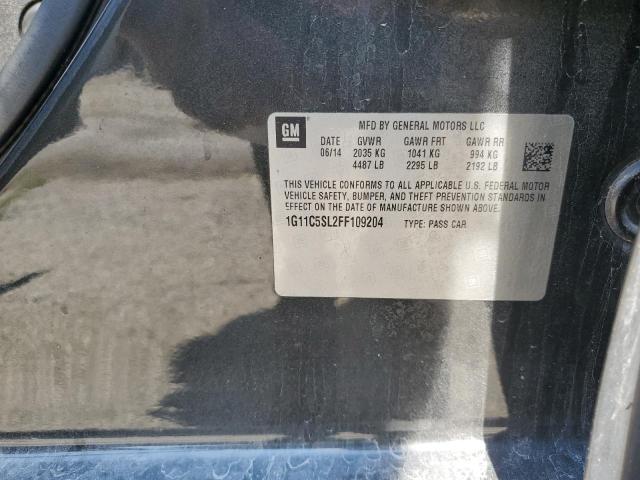 GM MFD BY GENERAL MOTORS LLC
DATE GVWR GAWR FRT GAWR RR
06/14 2035 KG 1041 KG 994 KG
4487 LB 2295 LB 2192 LB
THIS VEHICLE CONFORMS TO ALL APPLICABLE U.S. FEDERAL MOTOR
VEHICLE SAFETY, BUMPER, AND THEFT PREVENTION STANDARDS IN
EFFECT ON THE DATE OF MANUFACTURE SHOWN ABOVE.
1G11C5SL2FF109204 TYPE: PASS CAR